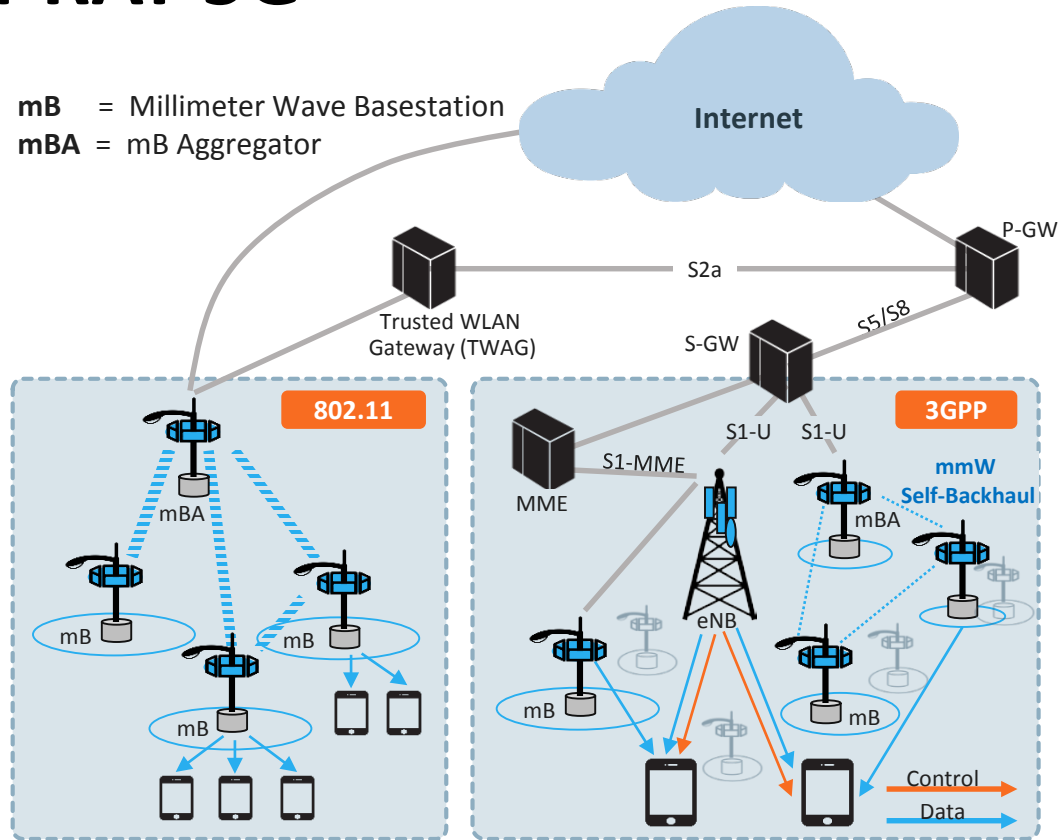 mB = Millimeter Wave Basestation
mBA = mB Aggregator
Internet
P-GW
S2a
Trusted WLAN
Gateway (TWAG)
S5/S8
S-GW
802.11
3GPP
S1-U
S1-U
S1-MME
MME
mmW
Self-Backhaul
mBA
mBA
mB
mB
mB
eNB
mB
mB
Control
Data